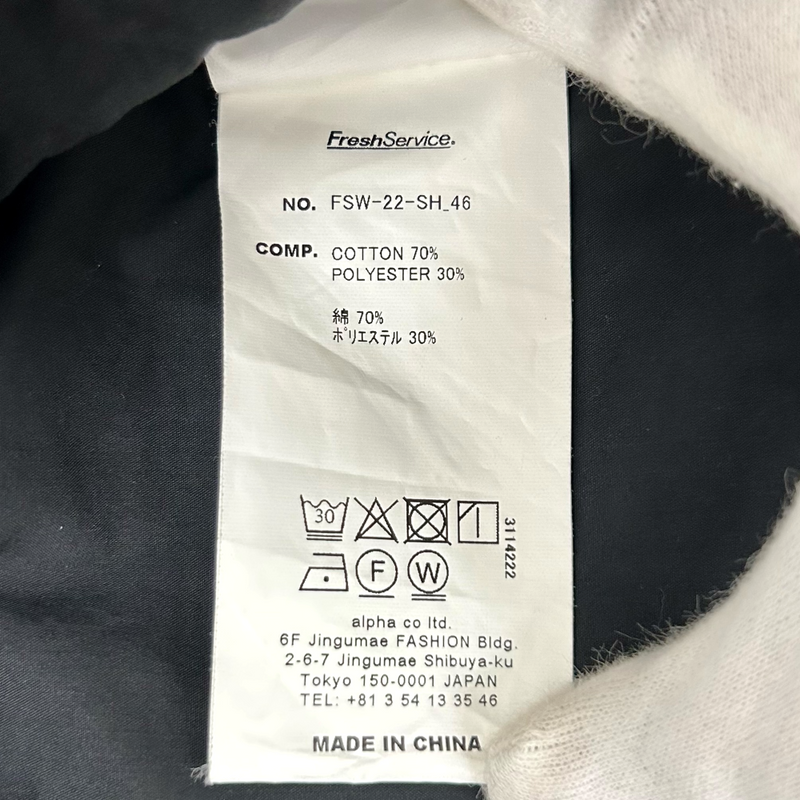 FreshService.
NO. FSW-22-SH_46
COMP. COTTON 70%
POLYESTER 30%
綿 70%
ﾎﾟﾘｴｽﾃﾙ 30%
30
3114222
F W
alpha co ltd.
6F Jingumae FASHION Bldg.
2-6-7 Jingumae Shibuya-ku
Tokyo 150-0001 JAPAN
TEL: +81 3 54 13 35 46
MADE IN CHINA